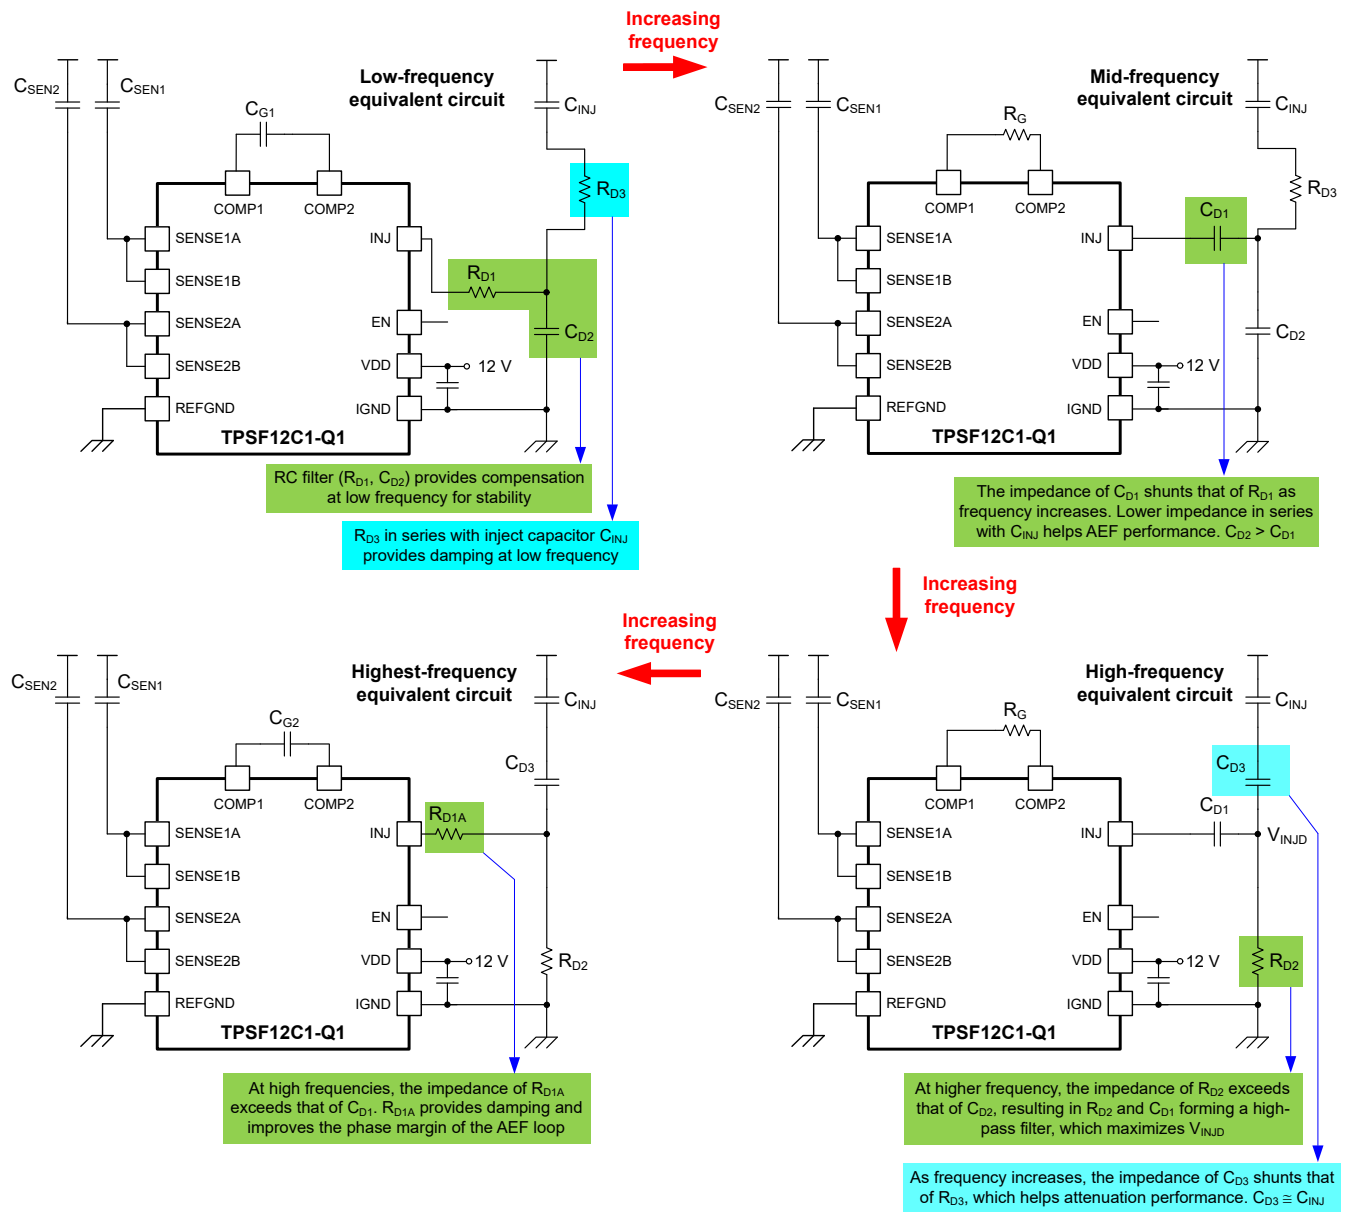 Increasing
frequency
Low-frequency
equivalent circuit
CSEN2
CSEN1
CG1
CINJ
RD3
COMP1
COMP2
SENSE1A
SENSE1B
SENSE2A
SENSE2B
REFGND
INJ
EN
VDD
IGND
RD1
CD2
12 V
TPSF12C1-Q1
RC filter (RD1, CD2) provides compensation
at low frequency for stability
RD3 in series with inject capacitor CINJ
provides damping at low frequency
Mid-frequency
equivalent circuit
CSEN2
CSEN1
RG
CINJ
RD3
COMP1
COMP2
CD1
SENSE1A
SENSE1B
SENSE2A
SENSE2B
REFGND
INJ
EN
VDD
IGND
CD2
12 V
TPSF12C1-Q1
The impedance of CD1 shunts that of RD1 as
frequency increases. Lower impedance in series
with CINJ helps AEF performance. CD2 > CD1
Increasing
frequency
Increasing
frequency
Highest-frequency
equivalent circuit
CSEN2
CSEN1
CG2
CINJ
CD3
COMP1
COMP2
RD1A
SENSE1A
SENSE1B
SENSE2A
SENSE2B
REFGND
INJ
EN
VDD
IGND
RD2
12 V
TPSF12C1-Q1
At high frequencies, the impedance of RD1A
exceeds that of CD1. RD1A provides damping and
improves the phase margin of the AEF loop
High-frequency
equivalent circuit
CSEN2
CSEN1
RG
CINJ
CD3
COMP1
COMP2
CD1
VINJD
SENSE1A
SENSE1B
SENSE2A
SENSE2B
REFGND
INJ
EN
VDD
IGND
RD2
12 V
TPSF12C1-Q1
At higher frequency, the impedance of RD2 exceeds
that of CD2, resulting in RD2 and CD1 forming a high-
pass filter, which maximizes VINJD
As frequency increases, the impedance of CD3 shunts that
of RD3, which helps attenuation performance. CD3 ≅ CINJ